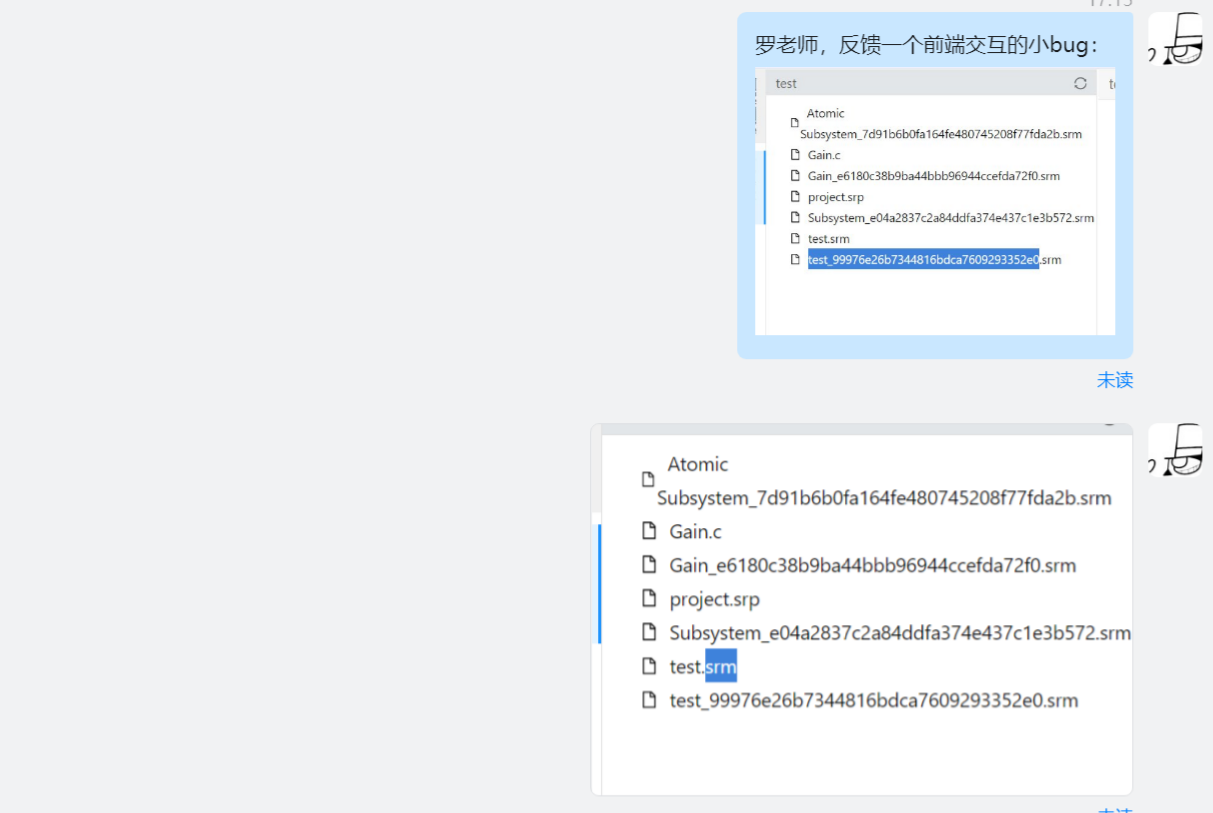 17:15
罗老师，反馈一个前端交互的小bug：
test
Atomic
Subsystem_7d91b6b0fa164fe480745208f77fda2b.srm
Gain.c
Gain_e6180c38b9ba44bbb96944ccefda72f0.srm
project.srp
Subsystem_e04a2837c2a84ddfa374e437c1e3b572.srm
test.srm
test_99976e26b7344816bdca7609293352e0.srm
未读
Atomic
Subsystem_7d91b6b0fa164fe480745208f77fda2b.srm
Gain.c
Gain_e6180c38b9ba44bbb96944ccefda72f0.srm
project.srp
Subsystem_e04a2837c2a84ddfa374e437c1e3b572.srm
test.srm
test_99976e26b7344816bdca7609293352e0.srm
未读